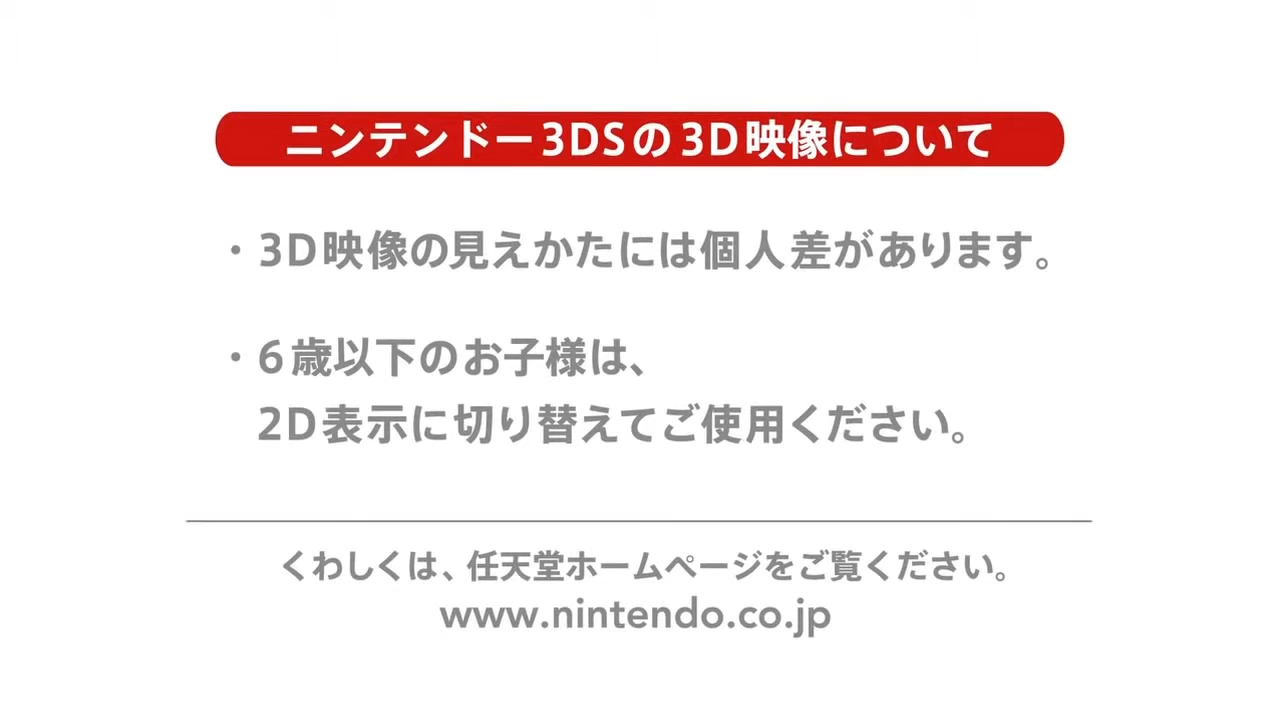 ニンテンドー3DSの3D映像について
・3D映像の見えかたには個人差があります。
・6歳以下のお子様は、
2D表示に切り替えてご使用ください。
くわしくは、任天堂ホームページをご覧ください。
www.nintendo.co.jp